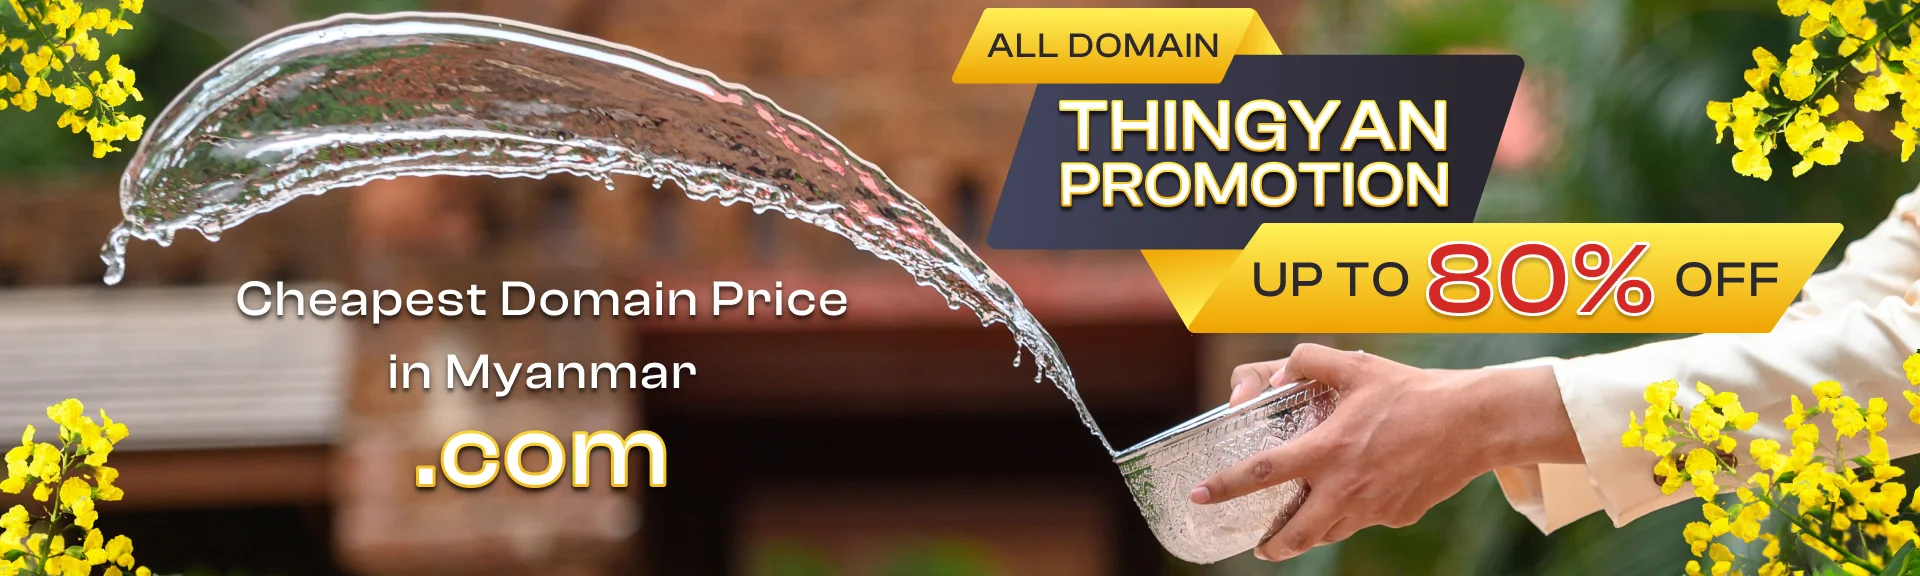 ALL DOMAIN
THINGYAN
PROMOTION
UP TO 80% OFF
Cheapest Domain Price
in Myanmar
.com